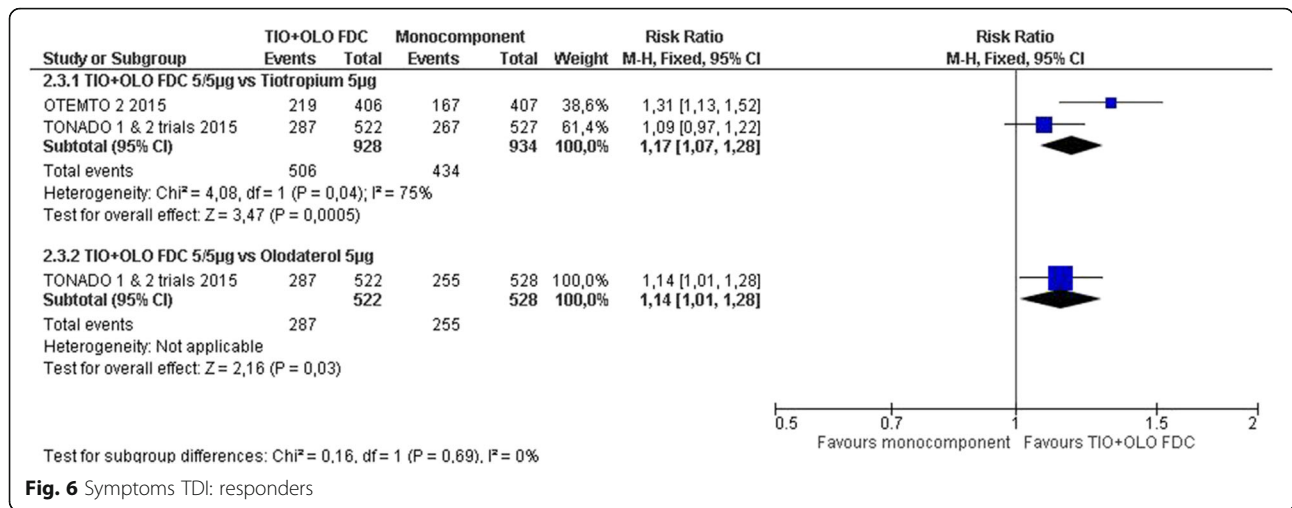 TIO+OLO FDC Monocomponent Risk Ratio Risk Ratio
Study or Subgroup Events Total Events Total Weight M-H, Fixed, 95% CI M-H, Fixed, 95% CI
2.3.1 TIO+OLO FDC 5/5µg vs Tiotropium 5µg
OTEMTO 2 2015 219 406 167 407 38,6% 1,31 [1,13, 1,52]
TONADO 1 & 2 trials 2015 287 522 267 527 61,4% 1,09 [0,97, 1,22]
Subtotal (95% CI) 928 934 100,0% 1,17 [1,07, 1,28]
Total events 506 434
Heterogeneity: Chi² = 4,08, df = 1 (P = 0,04); I² = 75%
Test for overall effect: Z = 3,47 (P = 0,0005)
2.3.2 TIO+OLO FDC 5/5µg vs Olodaterol 5µg
TONADO 1 & 2 trials 2015 287 522 255 528 100,0% 1,14 [1,01, 1,28]
Subtotal (95% CI) 522 528 100,0% 1,14 [1,01, 1,28]
Total events 287 255
Heterogeneity: Not applicable
Test for overall effect: Z = 2,16 (P = 0,03)
0.5 0.7 1 1.5 2
Favours monocomponent Favours TIO+OLO FDC
Test for subgroup differences: Chi² = 0,16, df = 1 (P = 0,69), I² = 0%
Fig. 6 Symptoms TDI: responders